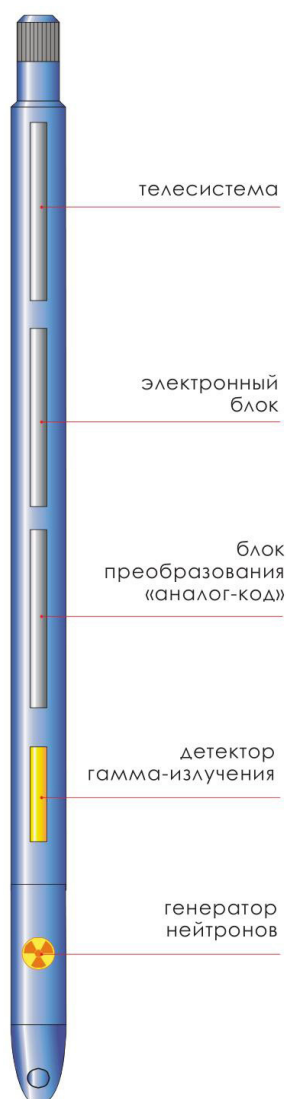 телесистема
электронный
блок
блок
преобразования
«аналог-код»
детектор
гамма-излучения
генератор
нейтронов